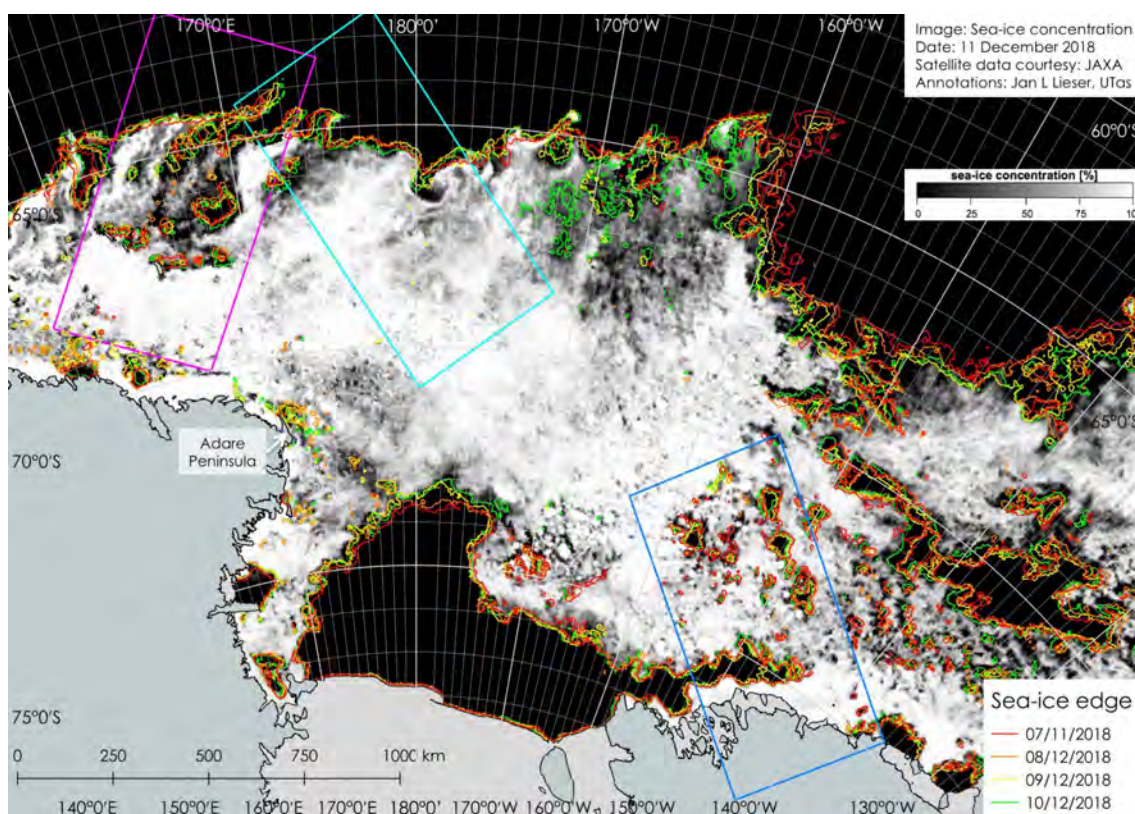 170°0'E
180°0'
170°0'W
160°0'W
Image: Sea-ice concentration
Date: 11 December 2018
Satellite data courtesy: JAXA
Annotations: Jan L Lieser, UTas
60°0'S
sea-ice concentration [%]
0 25 50 75 10
65°0'S
65°0'S
Adare
Peninsula
70°0'S
75°0'S
0 250 500 750 1000 km
Sea-ice edge
07/11/2018
08/12/2018
09/12/2018
10/12/2018
140°0'E 150°0'E 160°0'E 170°0'E 180°0' 170°0'W 160°0'W 150°0'W 140°0'W 130°0'W